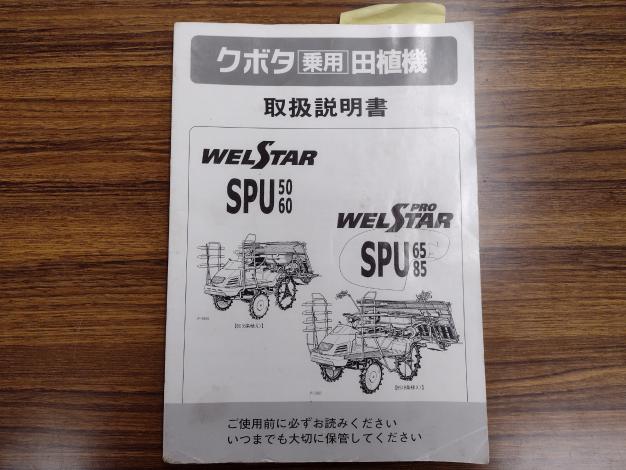 クボタ乗用田植機
取扱説明書
WELSTAR
SPU 50 60
WELSTAR PRO
SPU 65 85
ご使用前に必ずお読みください
いつまでも大切に保管してください